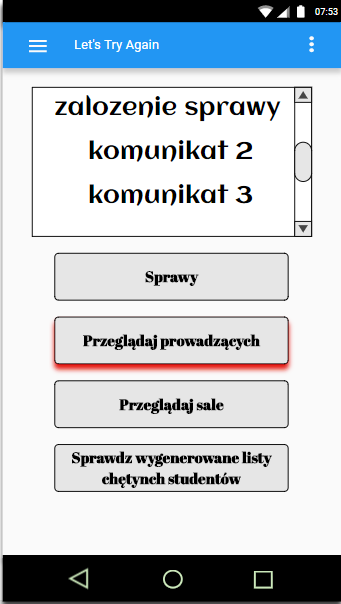 07:53
Let's Try Again
zalozenie sprawy
komunikat 2
komunikat 3
Sprawy
Przeglądaj prowadzących
Przeglądaj sale
Sprawdz wygenerowane listy
chętynch studentów